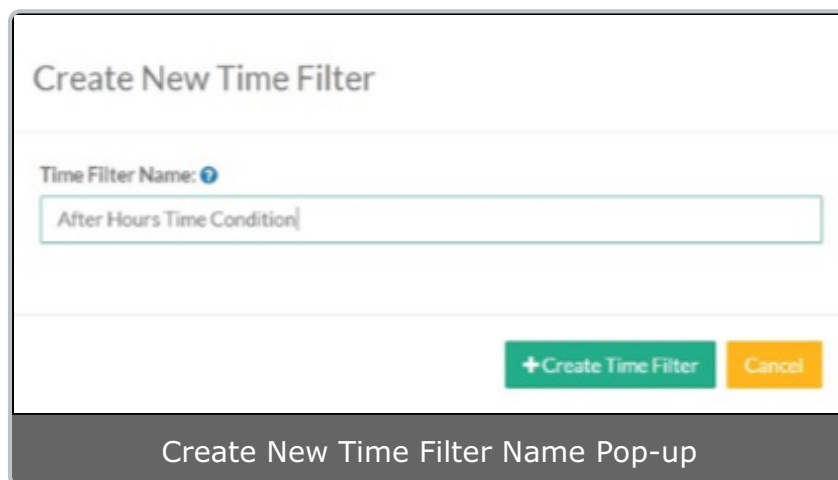 Create New Time Filter
Time Filter Name: ?
After Hours Time Condition
+Create Time Filter
Cancel
Create New Time Filter Name Pop-up